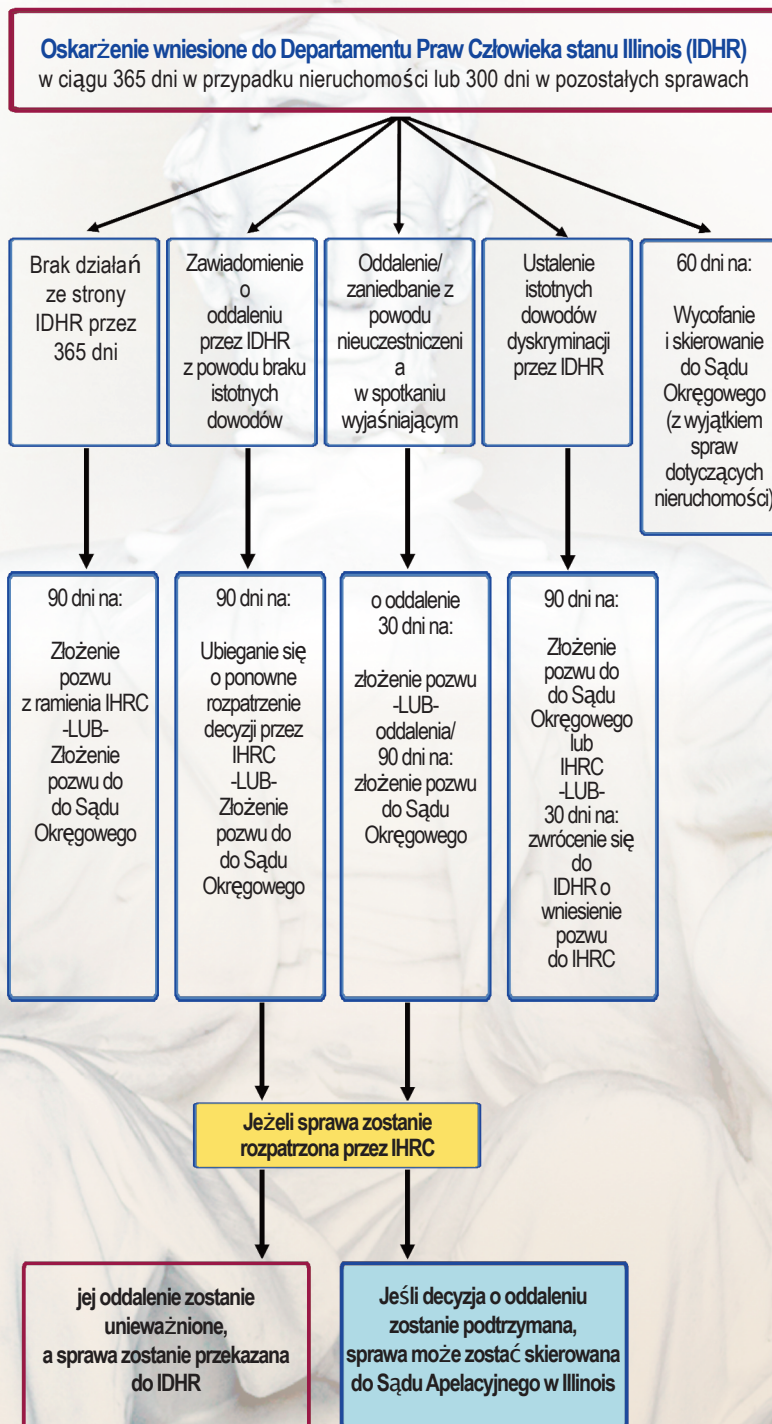 Oskarżenie wniesione do Departamentu Praw Człowieka stanu Illinois (IDHR)
w ciągu 365 dni w przypadku nieruchomości lub 300 dni w pozostałych sprawach
Brak działań
ze strony
IDHR przez
365 dni
Zawiadomienie
o
oddaleniu
przez IDHR
z powodu braku
istotnych
dowodów
Oddalenie/
zaniedbanie z
powodu
nieuczestniczeni
a
w spotkaniu
wyjaśniającym
Ustalenie
istotnych
dowodów
dyskryminacji
przez IDHR
60 dni na:
Wycofanie
i skierowanie
do Sądu
Okręgowego
(z wyjątkiem
spraw
dotyczących
nieruchomości)
90 dni na:
Złożenie
pozwu
z ramienia IHRC
-LUB-
Złożenie
pozwu do
do Sądu
Okręgowego
90 dni na:
Ubieganie się
o ponowne
rozpatrzenie
decyzji przez
IHRC
-LUB-
Złożenie
pozwu do
do Sądu
Okręgowego
o oddalenie
30 dni na:
złożenie pozwu
-LUB-
oddalenia/
90 dni na:
złożenie pozwu
do Sądu
Okręgowego
90 dni na:
Złożenie
pozwu do
do Sądu
Okręgowego
lub
IHRC
-LUB-
30 dni na:
zwrócenie się
do
IDHR o
wniesienie
pozwu
do IHRC
Jeżeli sprawa zostanie
rozpatrzona przez IHRC
jej oddalenie zostanie
unieważnione,
a sprawa zostanie przekazana
do IDHR
Jeśli decyzja o oddaleniu
zostanie podtrzymana,
sprawa może zostać skierowana
do Sądu Apelacyjnego w Illinois